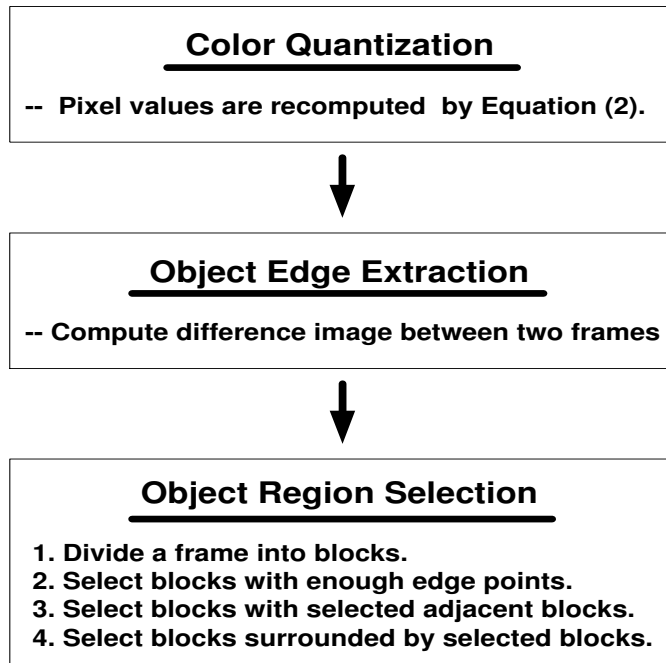 Color Quantization
-- Pixel values are recomputed by Equation (2).
Object Edge Extraction
-- Compute difference image between two frames
Object Region Selection
1. Divide a frame into blocks.
2. Select blocks with enough edge points.
3. Select blocks with selected adjacent blocks.
4. Select blocks surrounded by selected blocks.